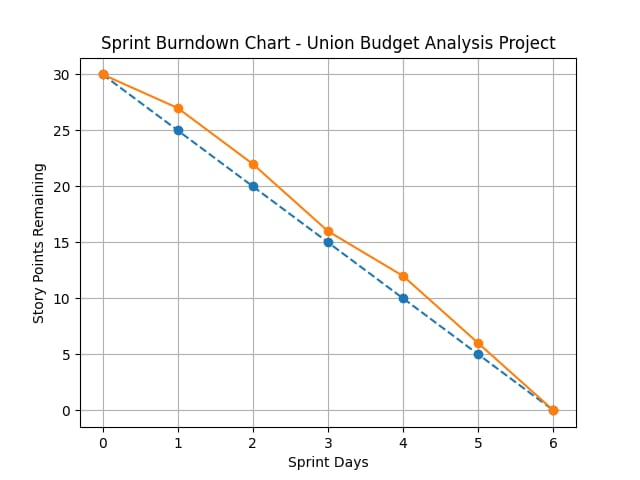 Sprint Burndown Chart - Union Budget Analysis Project
Story Points Remaining
30
25
20
15
10
5
0
0 1 2 3 4 5 6
Sprint Days